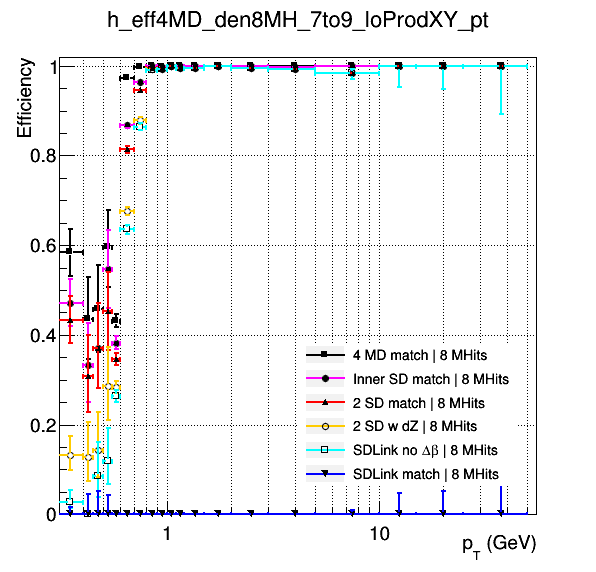 h_eff4MD_den8MH_7to9_loProdXY_pt
Efficiency
1
0.8
0.6
0.4
0.2
0
4 MD match | 8 MHits
Inner SD match | 8 MHits
2 SD match | 8 MHits
2 SD w dZ | 8 MHits
SDLink no Δβ | 8 MHits
SDLink match | 8 MHits
1
10
p_T (GeV)